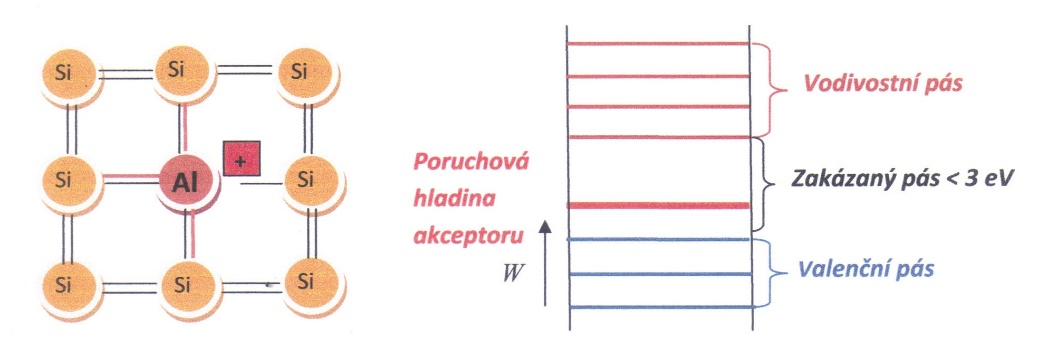 Si Si Si
Si Al + Si
Si Si Si
Poruchová
hladina
akceptoru
W
Vodivostní pás
Zakázaný pás < 3 eV
Valenční pás